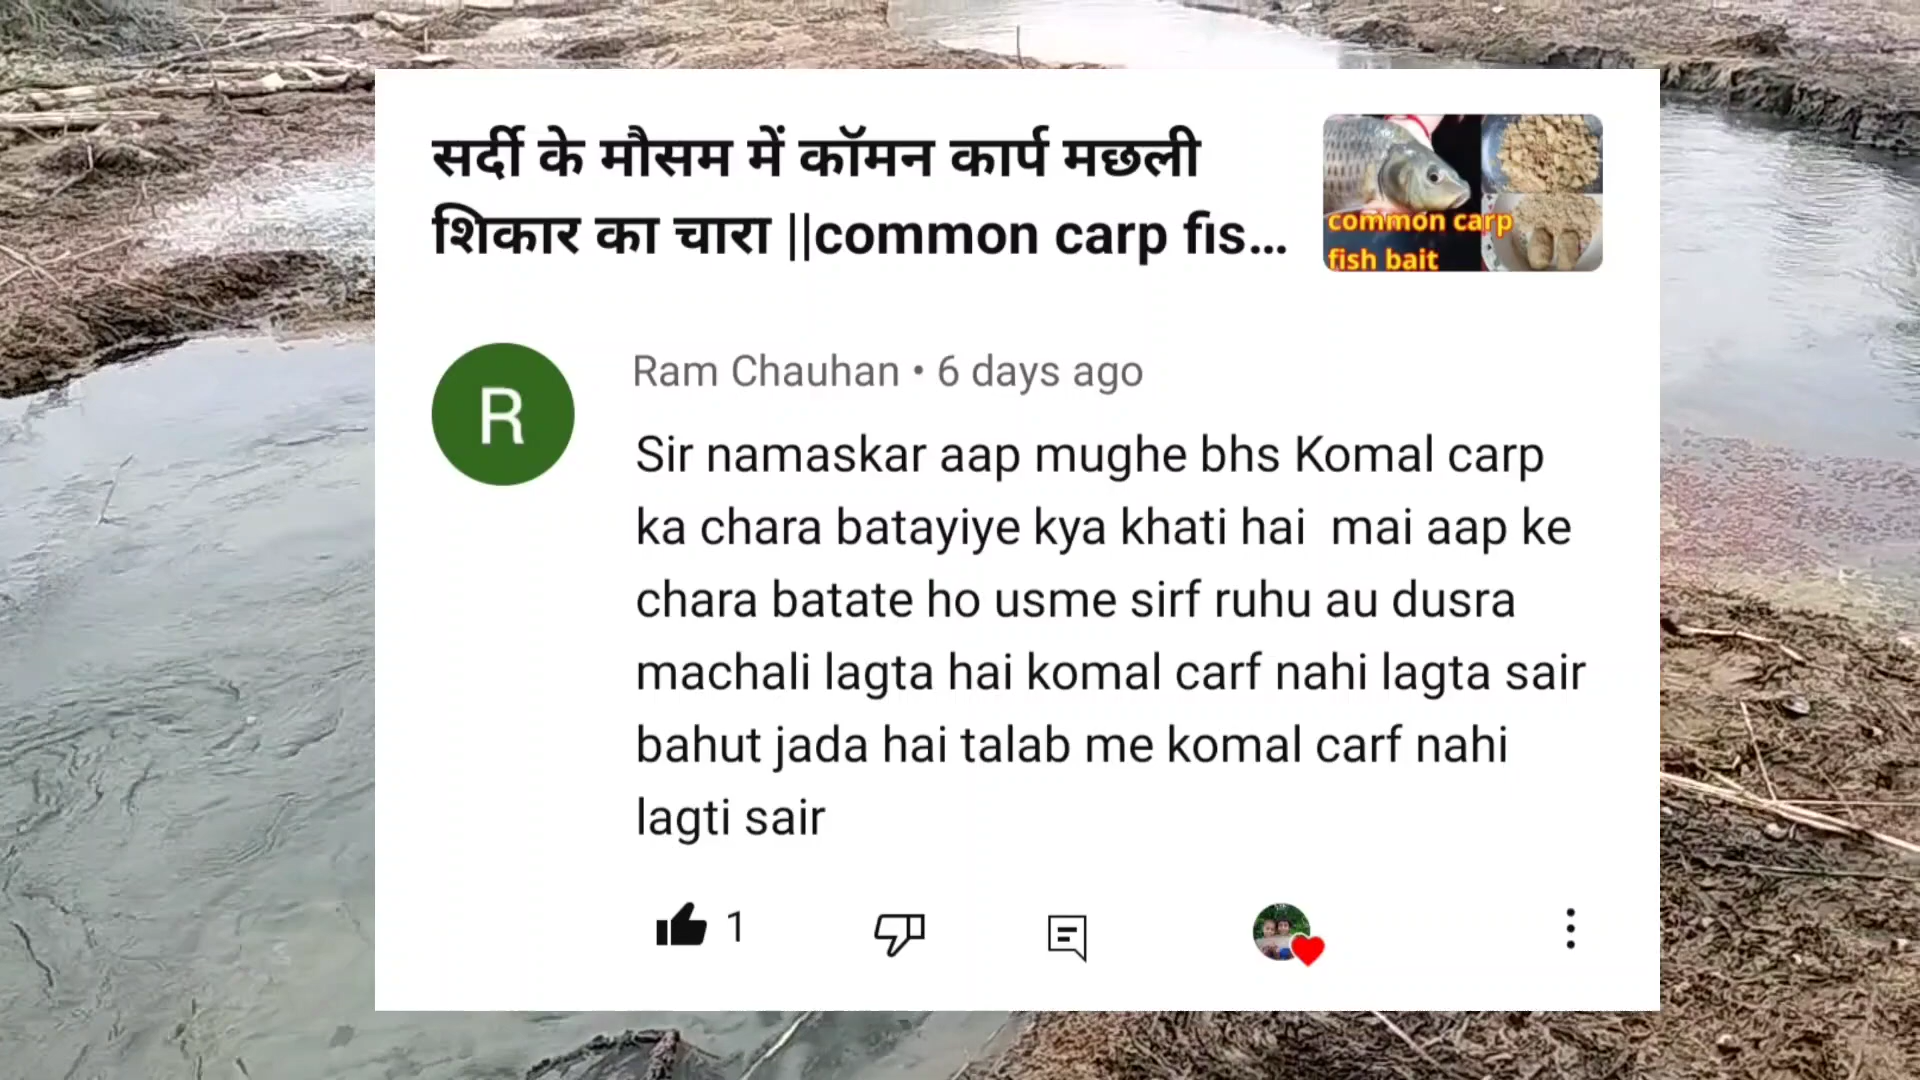 सर्दी के मौसम में कॉमन कार्प मछली
शिकार का चारा ||common carp fis...
common carp
fish bait
R
Ram Chauhan • 6 days ago
Sir namaskar aap mughe bhs Komal carp
ka chara batayiye kya khati hai mai aap ke
chara batate ho usme sirf ruhu au dusra
machali lagta hai komal carf nahi lagta sair
bahut jada hai talab me komal carf nahi
lagti sair
1